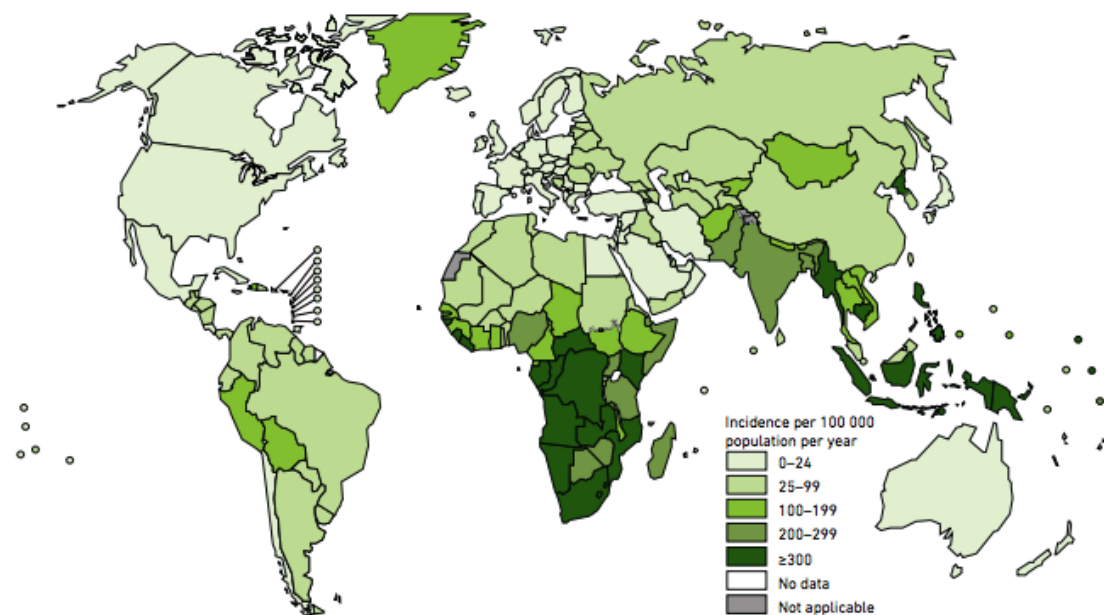 Incidence per 100 000
population per year
0–24
25–99
100–199
200–299
≥300
No data
Not applicable